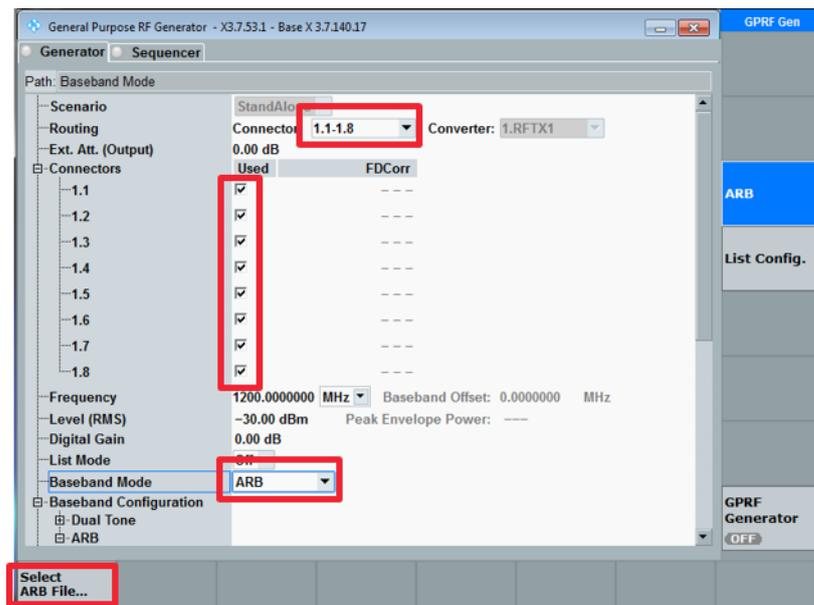 General Purpose RF Generator - X3.7.53.1 - Base X 3.7.140.17
GPRF Gen
Generator Sequencer
Path: Baseband Mode
Scenario StandAlone
Routing Connector: 1.1-1.8 Converter: 1.RFTX1
Ext. Att. (Output) 0.00 dB
Connectors Used FDCorr
1.1 - - -
1.2 - - -
1.3 - - -
1.4 - - -
1.5 - - -
1.6 - - -
1.7 - - -
1.8 - - -
Frequency 1200.0000000 MHz Baseband Offset: 0.0000000 MHz
Level (RMS) -30.00 dBm Peak Envelope Power: ---
Digital Gain 0.00 dB
List Mode Off
Baseband Mode ARB
Baseband Configuration
Dual Tone
ARB
ARB
List Config.
GPRF
Generator
OFF
Select
ARB File...